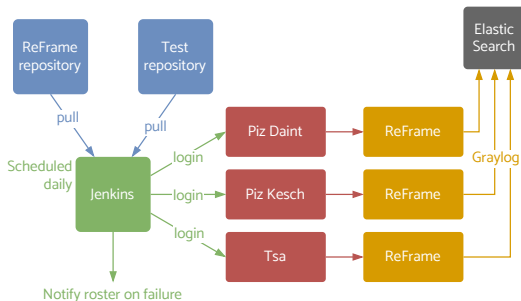 ReFrame
repository
Test
repository
Elastic
Search
pull
pull
Scheduled
daily
Jenkins
login
login
login
Piz Daint
ReFrame
Graylog
Piz Kesch
ReFrame
Tsa
ReFrame
Notify roster on failure